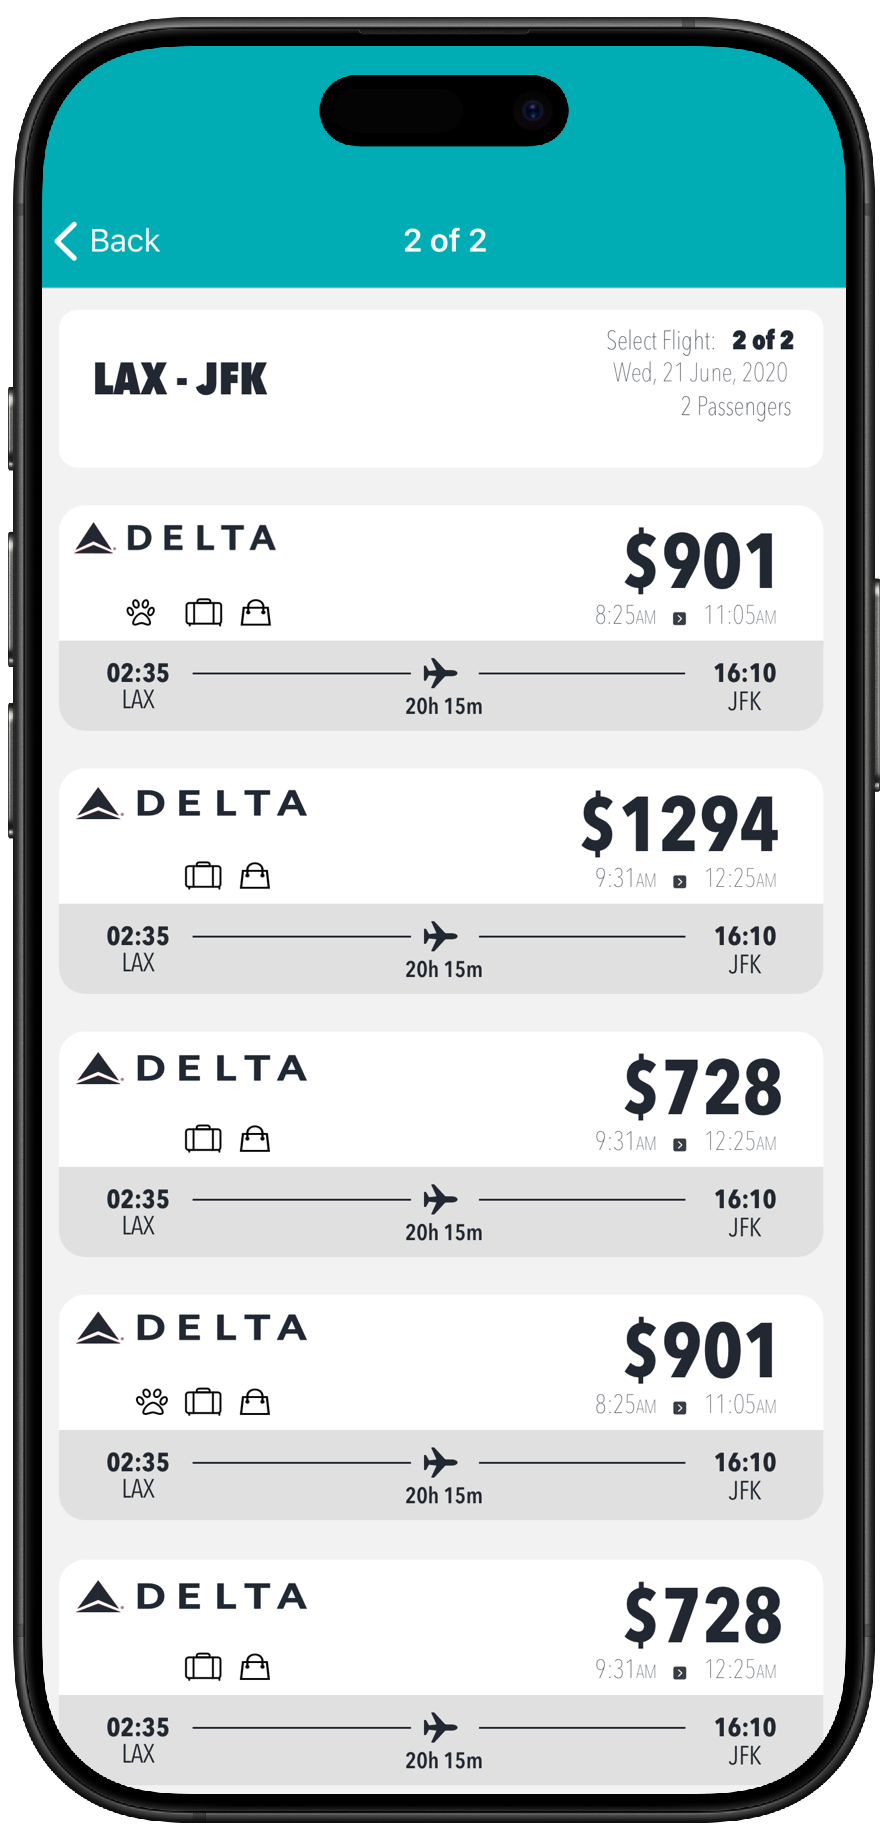 Back
2 of 2
LAX - JFK
Select Flight: 2 of 2
Wed, 21 June, 2020
2 Passengers
DELTA
$901
8:25AM 11:05AM
02:35 16:10
LAX JFK
20h 15m
DELTA
$1294
9:31AM 12:25AM
02:35 16:10
LAX JFK
20h 15m
DELTA
$728
9:31AM 12:25AM
02:35 16:10
LAX JFK
20h 15m
DELTA
$901
8:25AM 11:05AM
02:35 16:10
LAX JFK
20h 15m
DELTA
$728
9:31AM 12:25AM
02:35 16:10
LAX JFK
20h 15m